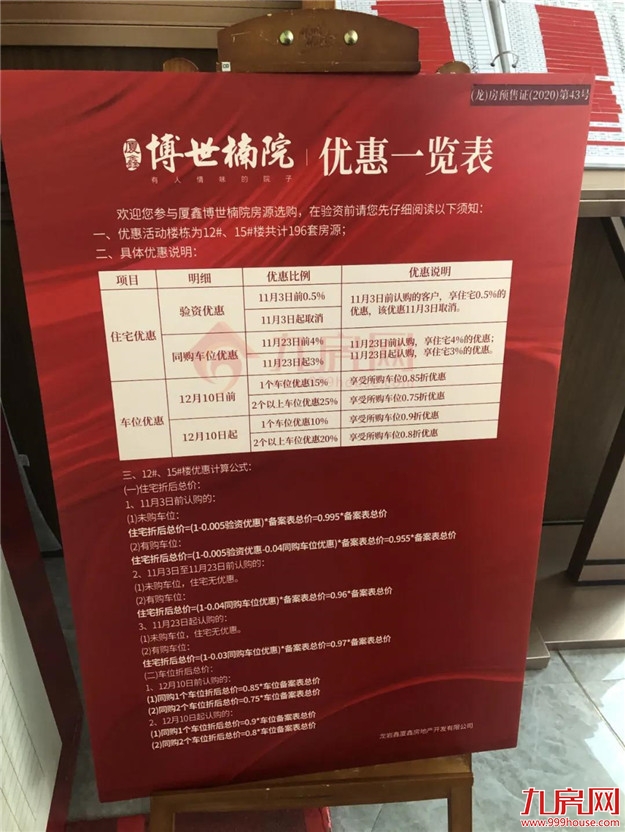 (龙)房预售证(2020)第43号
厦鑫 博世楠院 优惠一览表
有人情味的院子
欢迎您参与厦鑫博世楠院房源选购，在验资前请您先仔细阅读以下须知：
一、优惠活动楼栋为12#、15#楼共计196套房源；
二、具体优惠说明：
项目 明细 优惠比例 优惠说明
住宅优惠 验资优惠 11月3日前0.5% 11月3日前认购的客户，享住宅0.5%的
优惠，该优惠11月3日取消。
11月3日起取消
同购车位优惠 11月23日前4% 11月23日前认购，享住宅4%的优惠；
11月23日起3% 11月23日起认购，享住宅3%的优惠。
车位优惠 12月10日前 1个车位优惠15% 享受所购车位0.85折优惠
2个以上车位优惠25% 享受所购车位0.75折优惠
12月10日起 1个车位优惠10% 享受所购车位0.9折优惠
2个以上车位优惠20% 享受所购车位0.8折优惠
三、12#、15#楼优惠计算公式：
(一)住宅折后总价：
1、11月3日前认购的：
(1)未购车位：
住宅折后总价=(1-0.005验资优惠)*备案表总价=0.995*备案表总价
(2)有购车位：
住宅折后总价=(1-0.005验资优惠-0.04同购车位优惠)*备案表总价=0.955*备案表总价
2、11月3日至11月23日前认购的：
(1)未购车位，住宅无优惠。
(2)有购车位：
住宅折后总价=(1-0.04同购车位优惠)*备案表总价=0.96*备案表总价
3、11月23日起认购的：
(1)未购车位，住宅无优惠。
(2)有购车位：
住宅折后总价=(1-0.03同购车位优惠)*备案表总价=0.97*备案表总价
(二)车位折后总价：
1、12月10日前认购的：
(1)同购1个车位折后总价=0.85*车位备案表总价
(2)同购2个车位折后总价=0.75*车位备案表总价
2、12月10日起认购的：
(1)同购1个车位折后总价=0.9*车位备案表总价
(2)同购2个车位折后总价=0.8*车位备案表总价
龙岩鑫厦鑫房地产开发有限公司
九房网
九房网
www.999house.com